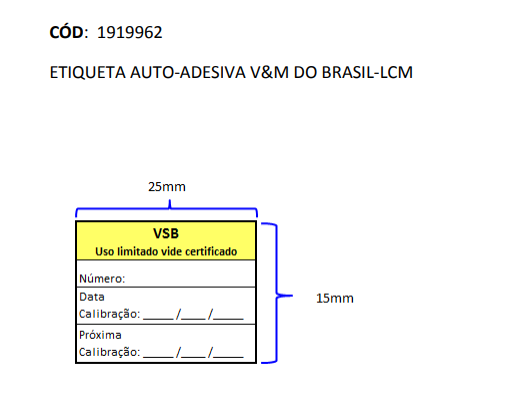 CÓD: 1919962
ETIQUETA AUTO-ADESIVA V&M DO BRASIL-LCM
25mm
VSB
Uso limitado vide certificado
Número:
Data
Calibração: _____/____/_____
15mm
Próxima
Calibração: _____/____/_____